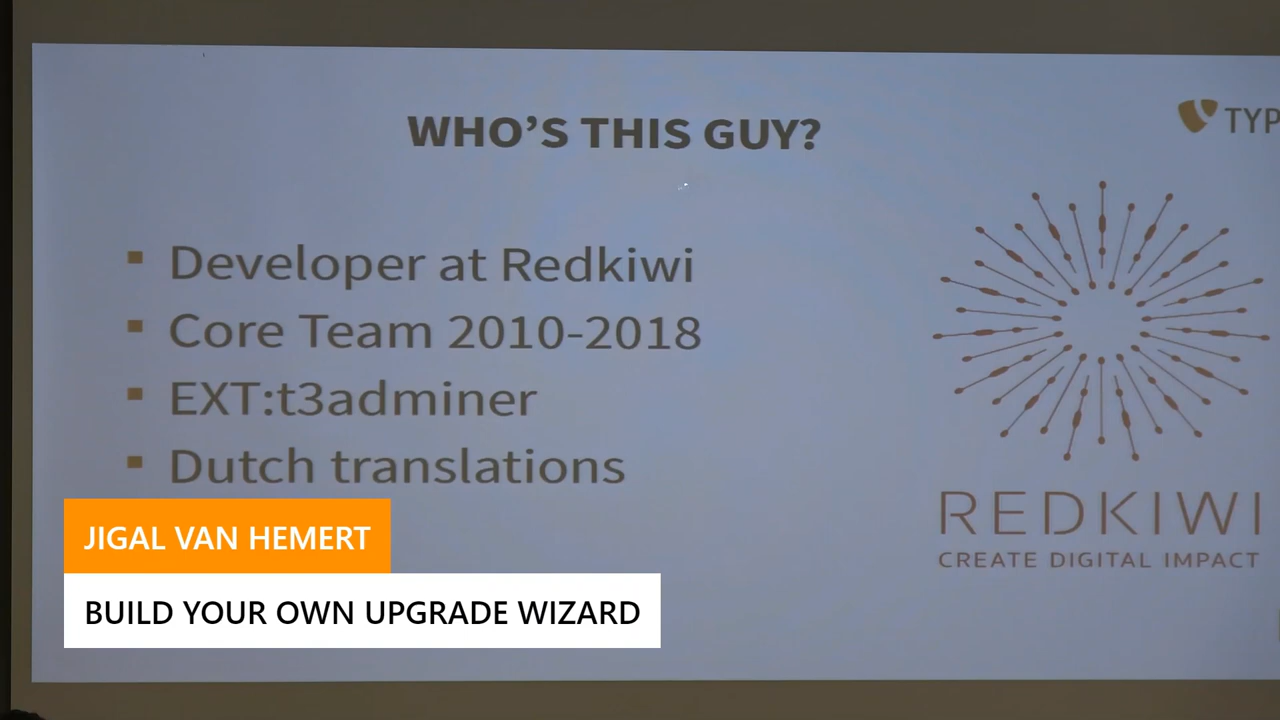 WHO'S THIS GUY?
TYP
▪ Developer at Redkiwi
▪ Core Team 2010-2018
▪ EXT:t3adminer
▪ Dutch translations
REDKIWI
CREATE DIGITAL IMPACT
JIGAL VAN HEMERT
BUILD YOUR OWN UPGRADE WIZARD